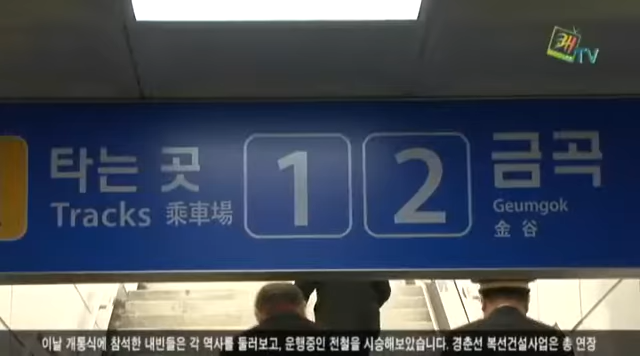 깨TV
타는 곳 1 2 금곡
Tracks 乘車場 Geumgok
金谷
이날 개통식에 참석한 내빈들은 각 역사를 둘러보고, 운행중인 전철을 시승해보았습니다. 경춘선 복선건설사업은 총 연장